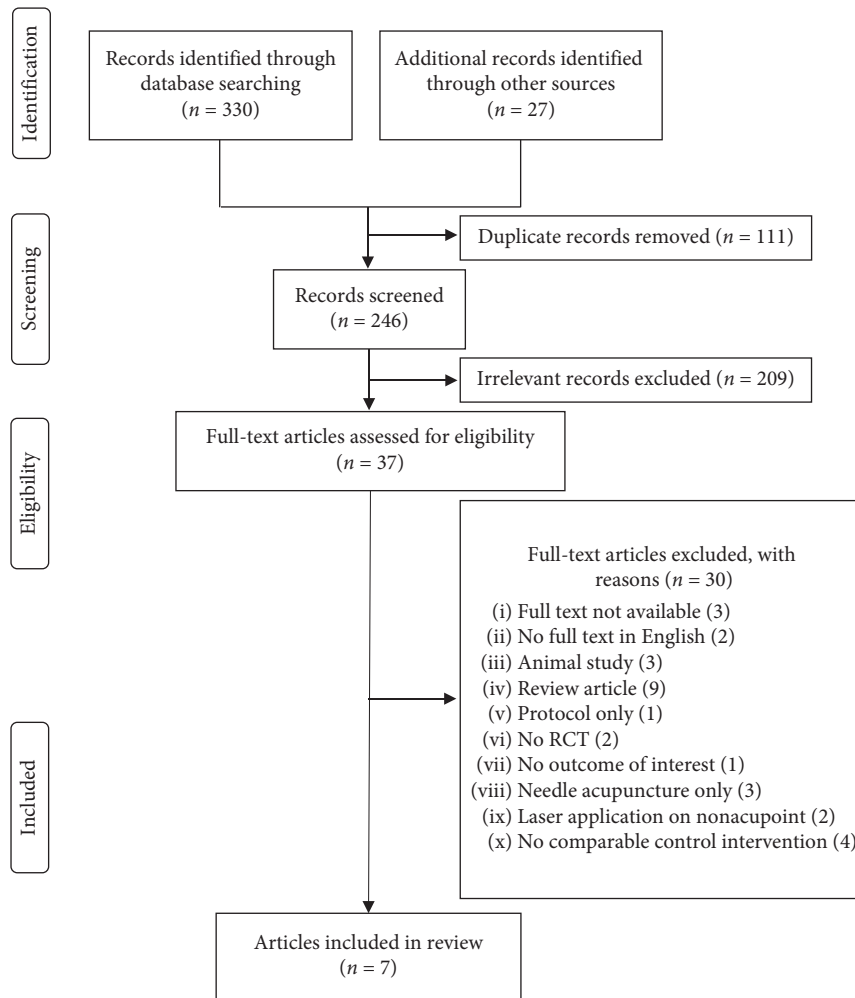 Identification
Records identified through
database searching
(n = 330)
Additional records identified
through other sources
(n = 27)
Screening
Duplicate records removed (n = 111)
Records screened
(n = 246)
Irrelevant records excluded (n = 209)
Eligibility
Full-text articles assessed for eligibility
(n = 37)
Full-text articles excluded, with
reasons (n = 30)
(i) Full text not available (3)
(ii) No full text in English (2)
(iii) Animal study (3)
(iv) Review article (9)
(v) Protocol only (1)
(vi) No RCT (2)
(vii) No outcome of interest (1)
(viii) Needle acupuncture only (3)
(ix) Laser application on nonacupoint (2)
(x) No comparable control intervention (4)
Included
Articles included in review
(n = 7)